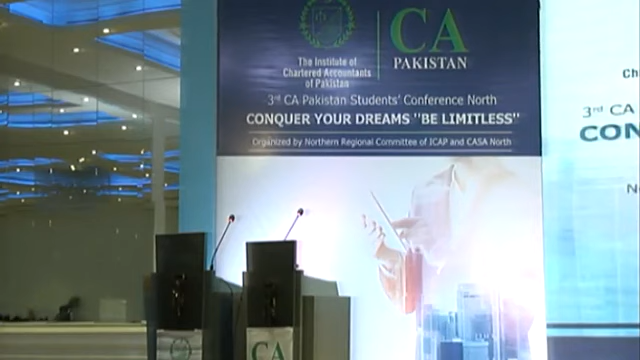 The Institute of
Chartered Accountants
of Pakistan
CA
PAKISTAN
3rd CA Pakistan Students' Conference North
CONQUER YOUR DREAMS "BE LIMITLESS"
Organized by Northern Regional Committee of ICAP and CASA North
Ch
3rd CA
CON
CA